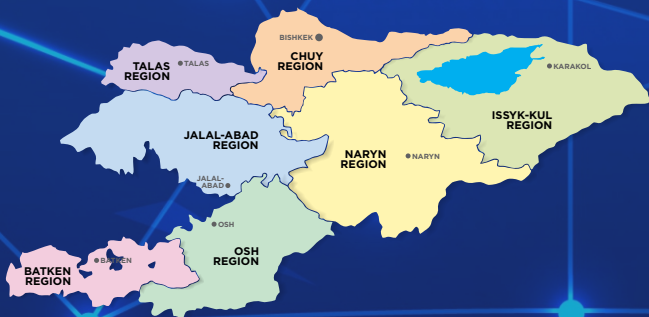 BISHKEK
CHUY
REGION
TALAS
TALAS
REGION
KARAKOL
ISSYK-KUL
REGION
JALAL-ABAD
REGION
NARYN
REGION
NARYN
JALAL-
ABAD
OSH
OSH
REGION
BATKEN
BATKEN
REGION